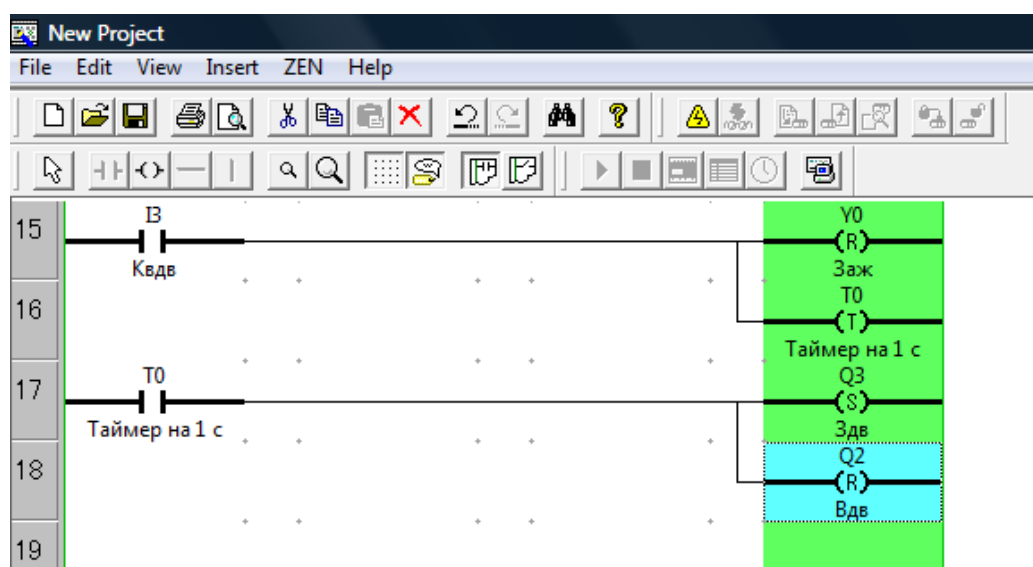 New Project
File Edit View Insert ZEN Help
15
I3
Квдв
Y0
(R)
Заж
16
T0
(T)
Таймер на 1 с
17
T0
Таймер на 1 с
Q3
(S)
Здв
18
Q2
(R)
Вдв
19